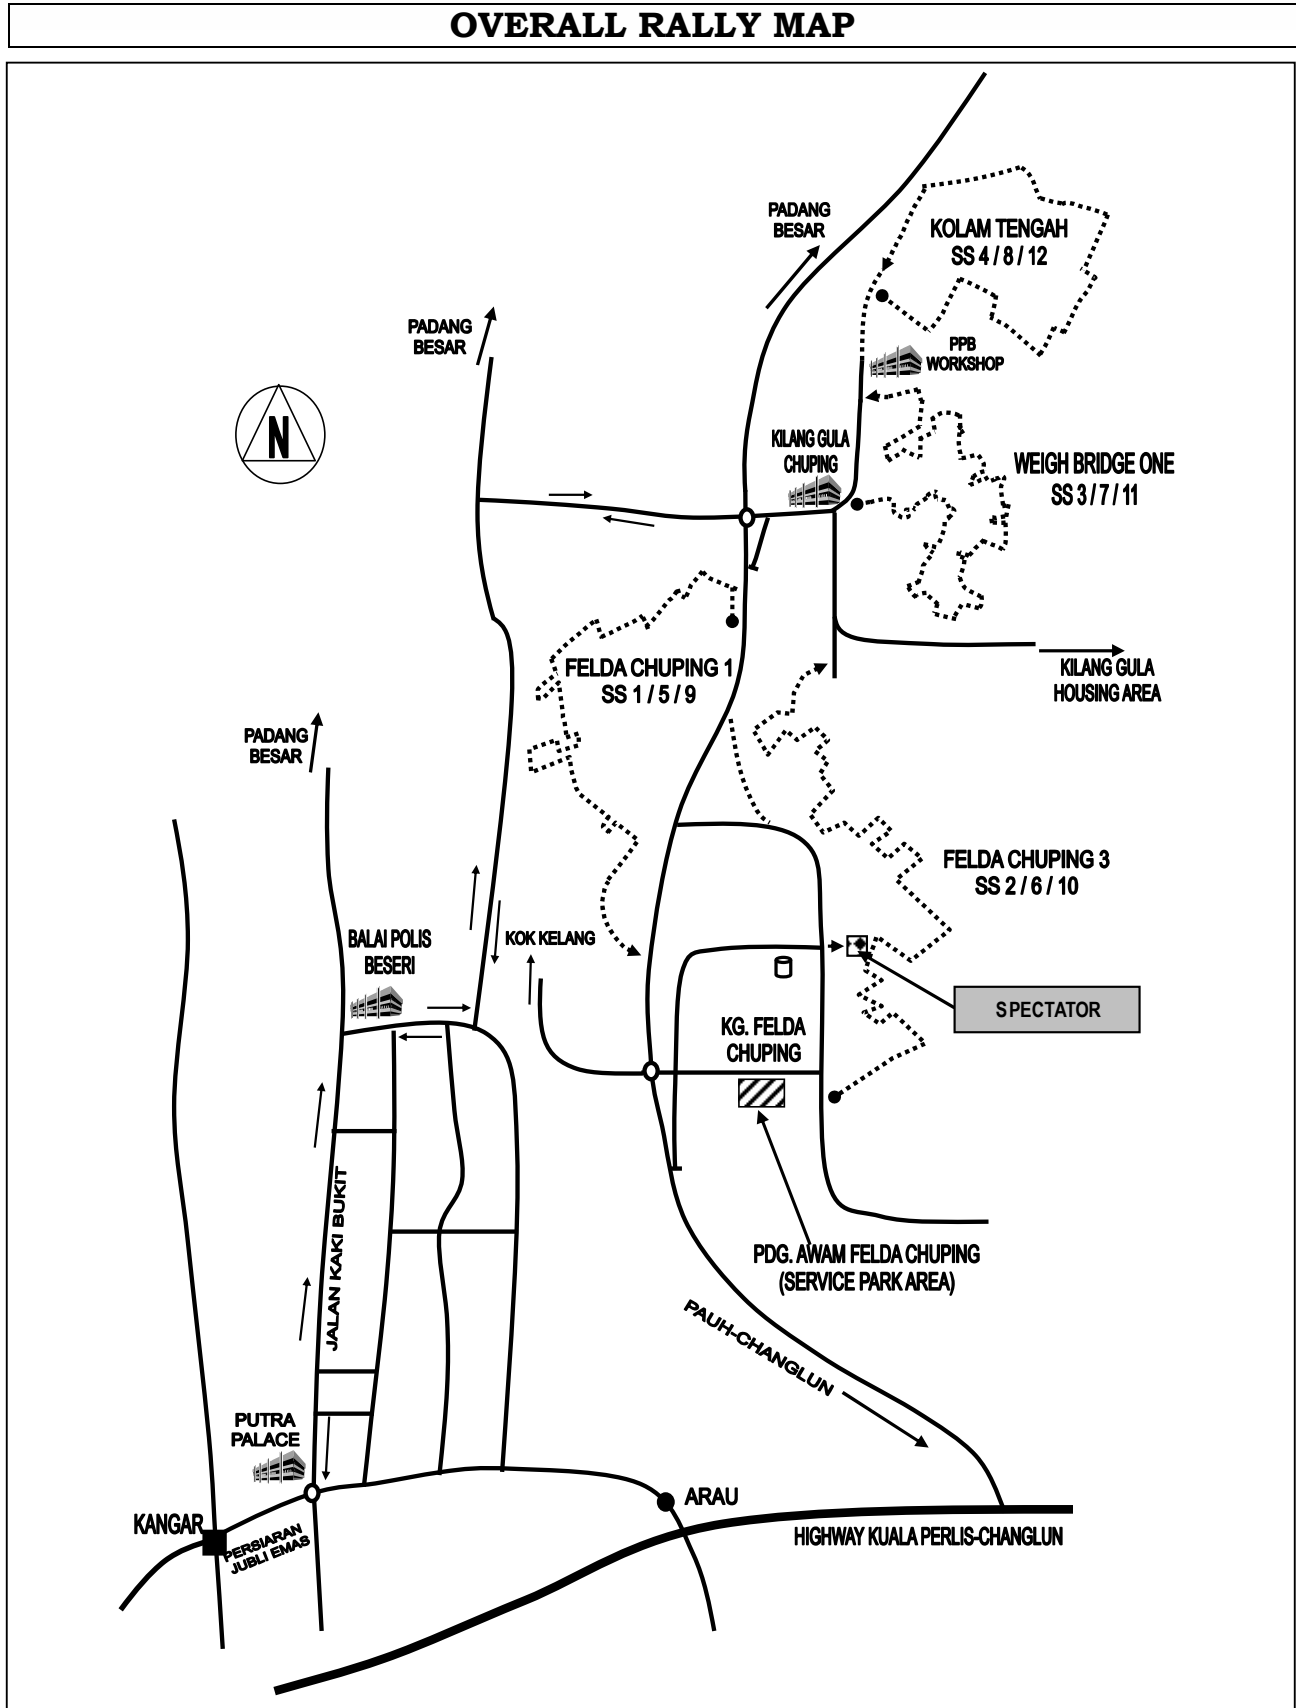 OVERALL RALLY MAP
PADANG
BESAR
KOLAM TENGAH
SS 4 / 8 / 12
PADANG
BESAR
PPB
WORKSHOP
N
KILANG GULA
CHUPING
WEIGH BRIDGE ONE
SS 3 / 7 / 11
FELDA CHUPING 1
SS 1 / 5 / 9
KILANG GULA
HOUSING AREA
PADANG
BESAR
FELDA CHUPING 3
SS 2 / 6 / 10
BALAI POLIS
BESERI
KOK KELANG
SPECTATOR
KG. FELDA
CHUPING
JALAN KAKI BUKIT
PDG. AWAM FELDA CHUPING
(SERVICE PARK AREA)
PAUH-CHANGLUN
PUTRA
PALACE
ARAU
KANGAR
PERSIARAN
JUBLI EMAS
HIGHWAY KUALA PERLIS-CHANGLUN